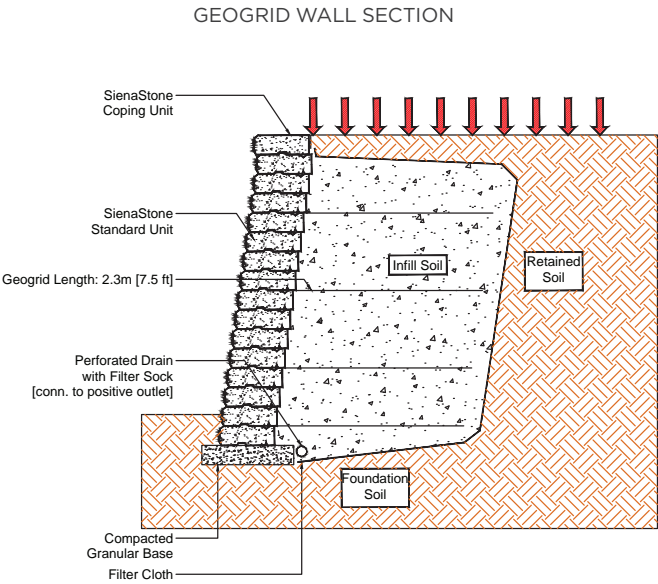 GEOGRID WALL SECTION
SienaStone
Coping Unit
SienaStone
Standard Unit
Geogrid Length: 2.3m [7.5 ft]
Infill Soil
Retained
Soil
Perforated Drain
with Filter Sock
[conn. to positive outlet]
Foundation
Soil
Compacted
Granular Base
Filter Cloth